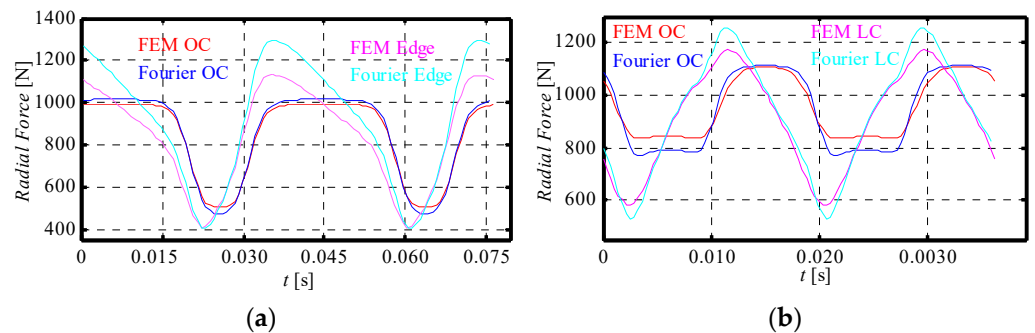 1400
1200
1000
800
600
400
Radial Force [N]
FEM OC
Fourier OC
FEM Edge
Fourier Edge
0
0.015
0.030
0.045
0.060
0.075
t [s]
(a)
1200
1000
800
600
Radial Force [N]
FEM OC
Fourier OC
FEM LC
Fourier LC
0
0.010
0.020
0.0030
t [s]
(b)